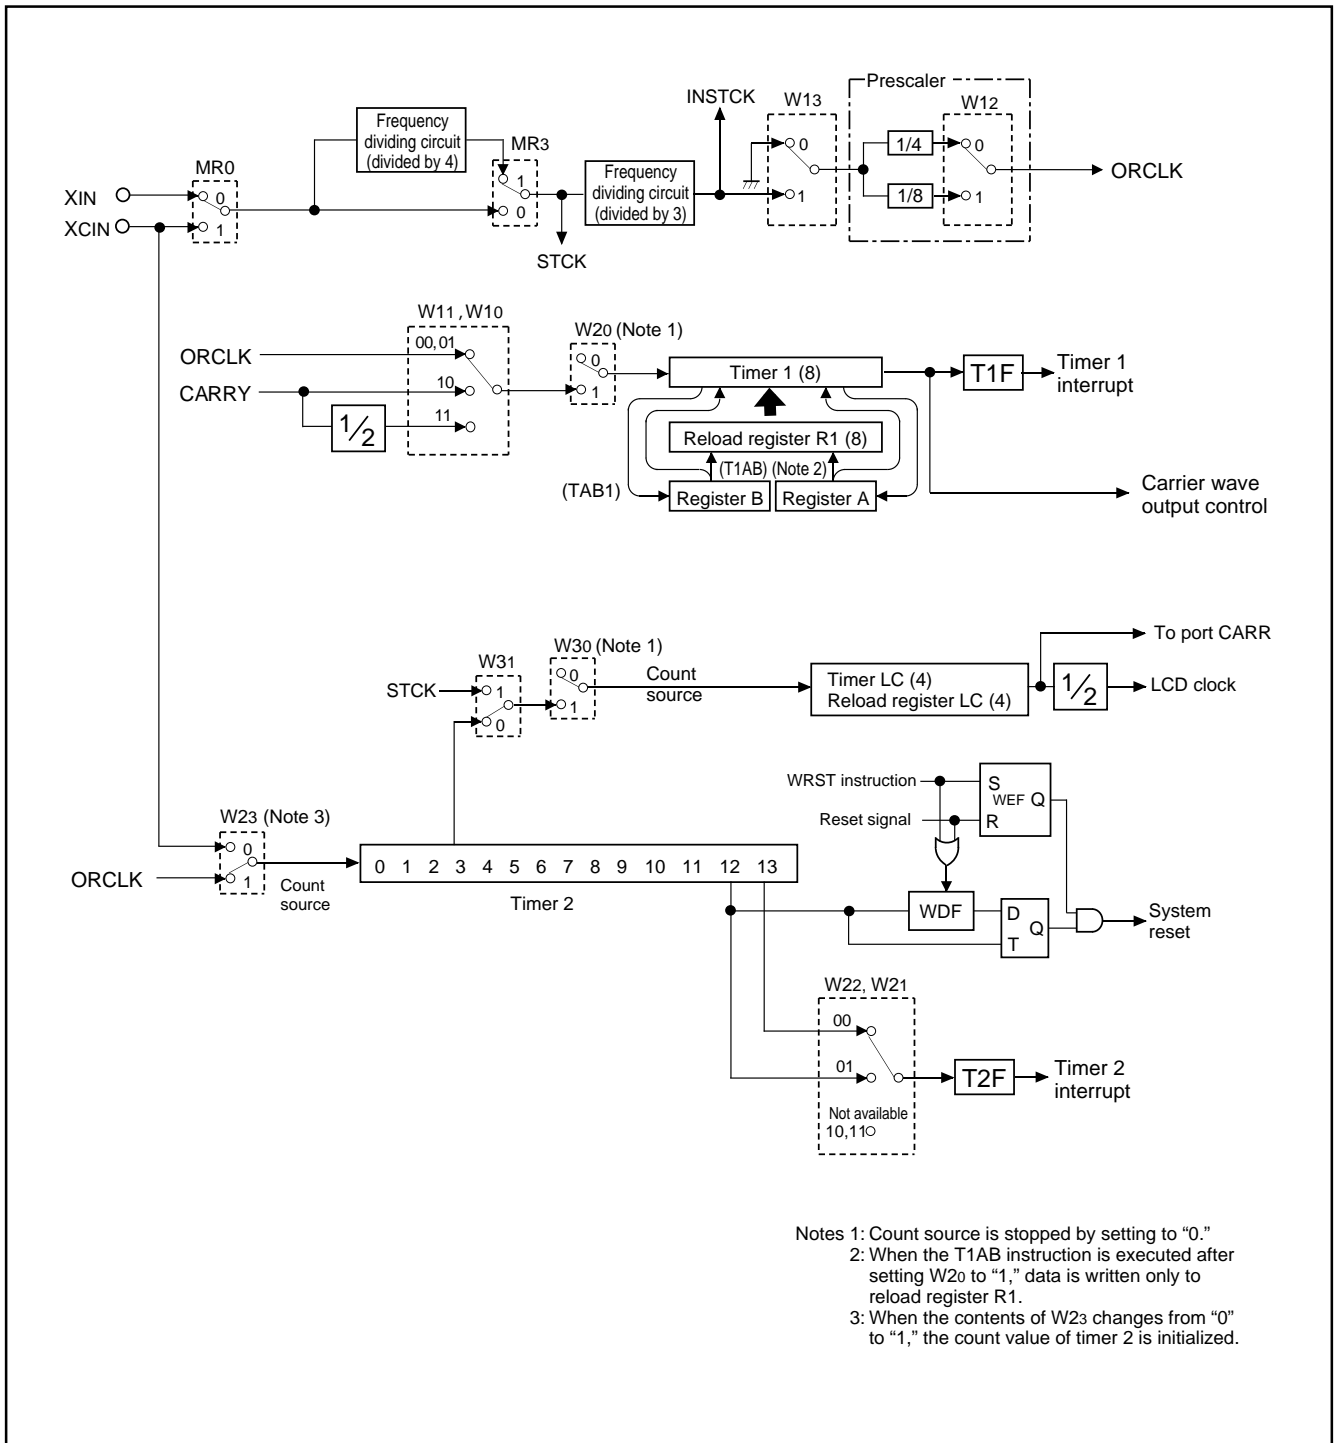 Prescaler
INSTCK
W13
W12
Frequency
dividing circuit
(divided by 4)
MR3
MR0
0
1/4
0
1
Frequency
dividing circuit
(divided by 3)
ORCLK
XIN
0
0
1
1/8
1
XCIN
1
STCK
W11, W10
W20 (Note 1)
ORCLK
00,01
0
Timer 1 (8)
T1F
Timer 1
interrupt
CARRY
10
1
11
1/2
Reload register R1 (8)
(T1AB) (Note 2)
(TAB1)
Register B
Register A
Carrier wave
output control
To port CARR
W30 (Note 1)
W31
0
Count
source
STCK
1
1
0
Timer LC (4)
Reload register LC (4)
1/2
LCD clock
WRST instruction
S
WEF
Q
Reset signal
R
W23 (Note 3)
0
ORCLK
1
Count
source
0 1 2 3 4 5 6 7 8 9 10 11 12 13
Timer 2
WDF
D
Q
T
System
reset
W22, W21
00
01
T2F
Timer 2
interrupt
Not available
10,11
Notes 1: Count source is stopped by setting to “0.”
2: When the T1AB instruction is executed after
setting W20 to “1,” data is written only to
reload register R1.
3: When the contents of W23 changes from “0”
to “1,” the count value of timer 2 is initialized.